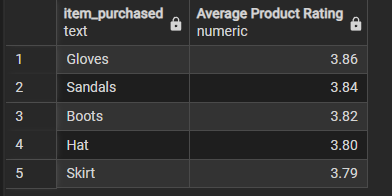 item_purchased Average Product Rating
text numeric
1 Gloves 3.86
2 Sandals 3.84
3 Boots 3.82
4 Hat 3.80
5 Skirt 3.79